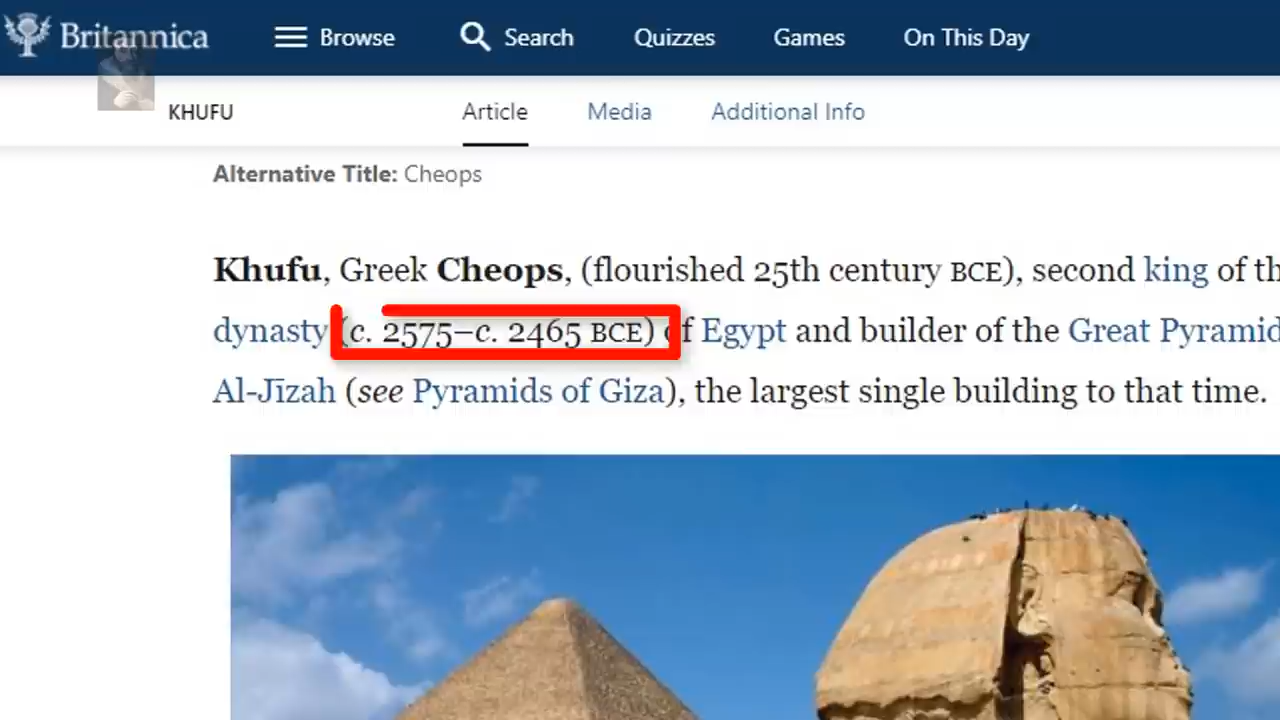 Britannica Browse Search Quizzes Games On This Day
KHUFU Article Media Additional Info
Alternative Title: Cheops
Khufu, Greek Cheops, (flourished 25th century BCE), second king of
dynasty (c. 2575–c. 2465 BCE) of Egypt and builder of the Great Pyramid
Al-Jīzah (see Pyramids of Giza), the largest single building to that time.